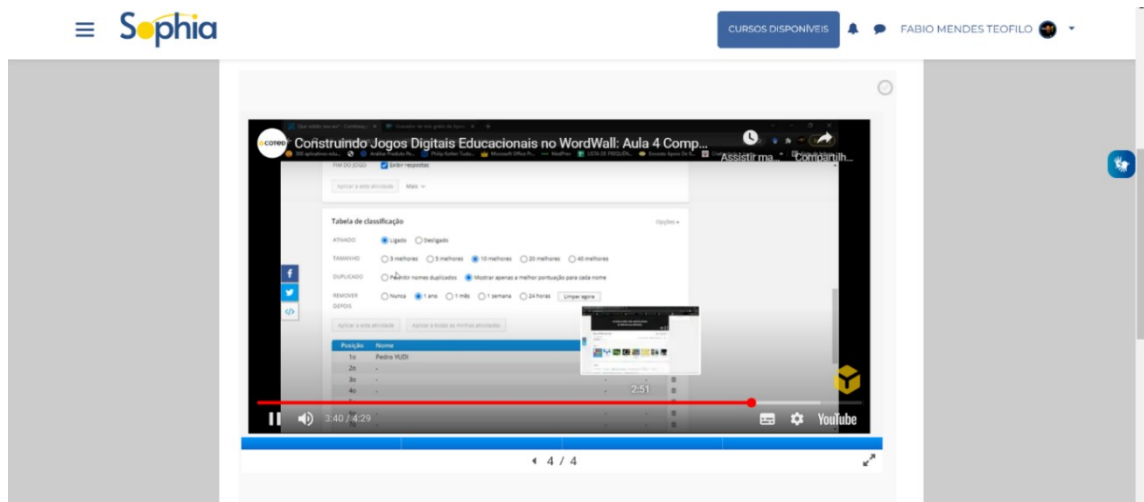 Sophia
CURSOS DISPONÍVEIS
FABIO MENDES TEOFILO
Construindo Jogos Digitais Educacionais no WordWall: Aula 4 Comp...
Assistir ma...
Compartilh...
FIM DO JOGO Exibir respostas
Aplicar a esta atividade Mais
Tabela de classificação Opções
ATIVADO Ligado Desligado
TAMANHO 3 melhores 5 melhores 10 melhores 20 melhores 40 melhores
DUPLICADO Permitir nomes duplicados Mostrar apenas a melhor pontuação para cada nome
REMOVER DEPOIS Nunca 1 ano 1 mês 1 semana 24 horas Limpar agora
Aplicar a esta atividade Aplicar a todas as minhas atividades
Posição Nome
1o Pedro YUDI
2o -
3o -
4o -
2:51
3:40 / 4:29
YouTube
4 / 4